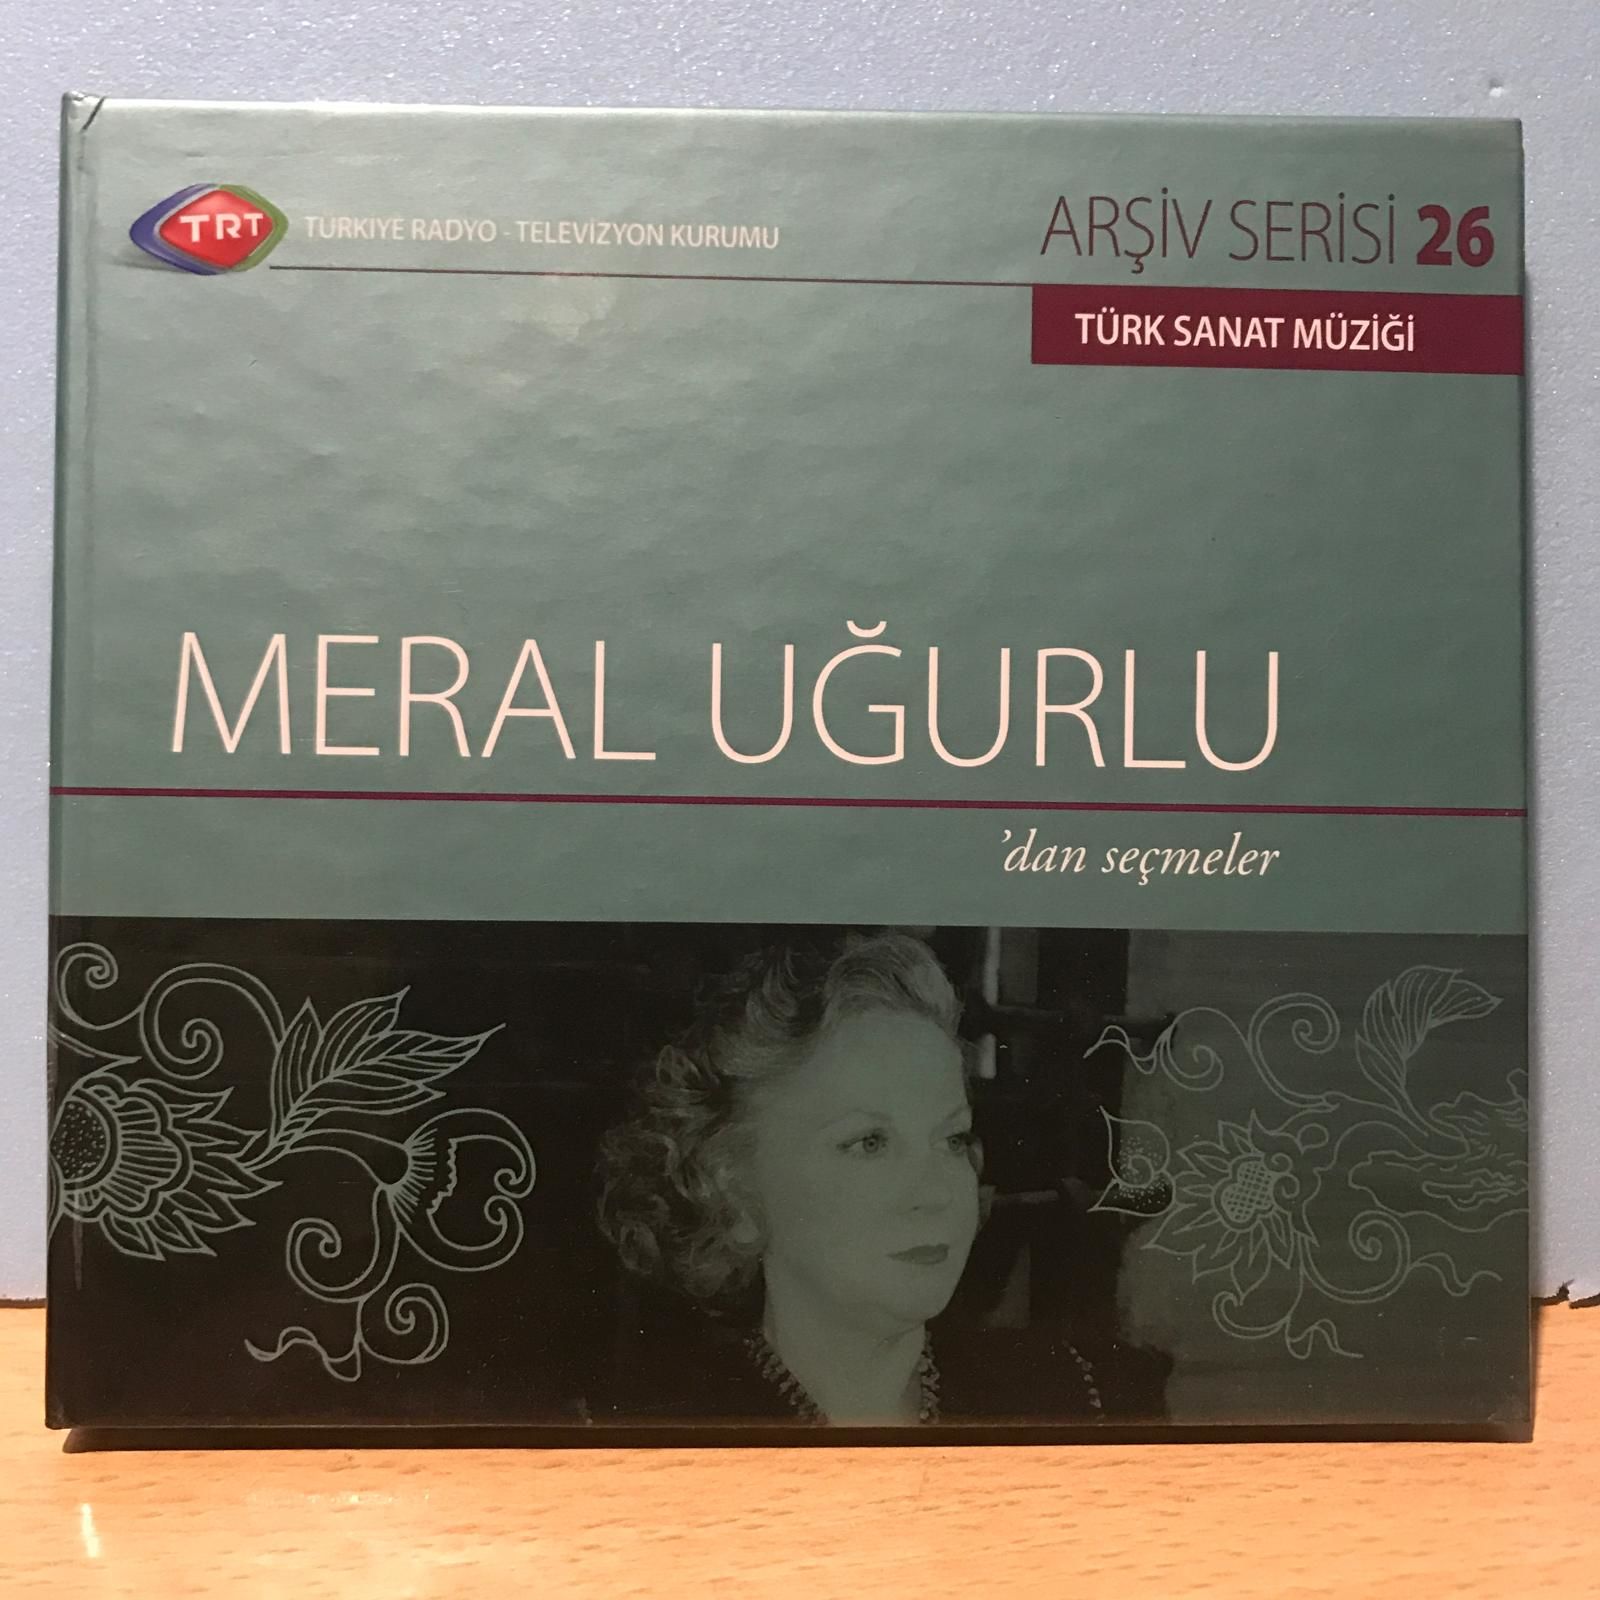 TRT
TÜRKİYE RADYO - TELEVİZYON KURUMU
ARŞİV SERİSİ 26
TÜRK SANAT MÜZİĞİ
MERAL UĞURLU
'dan seçmeler